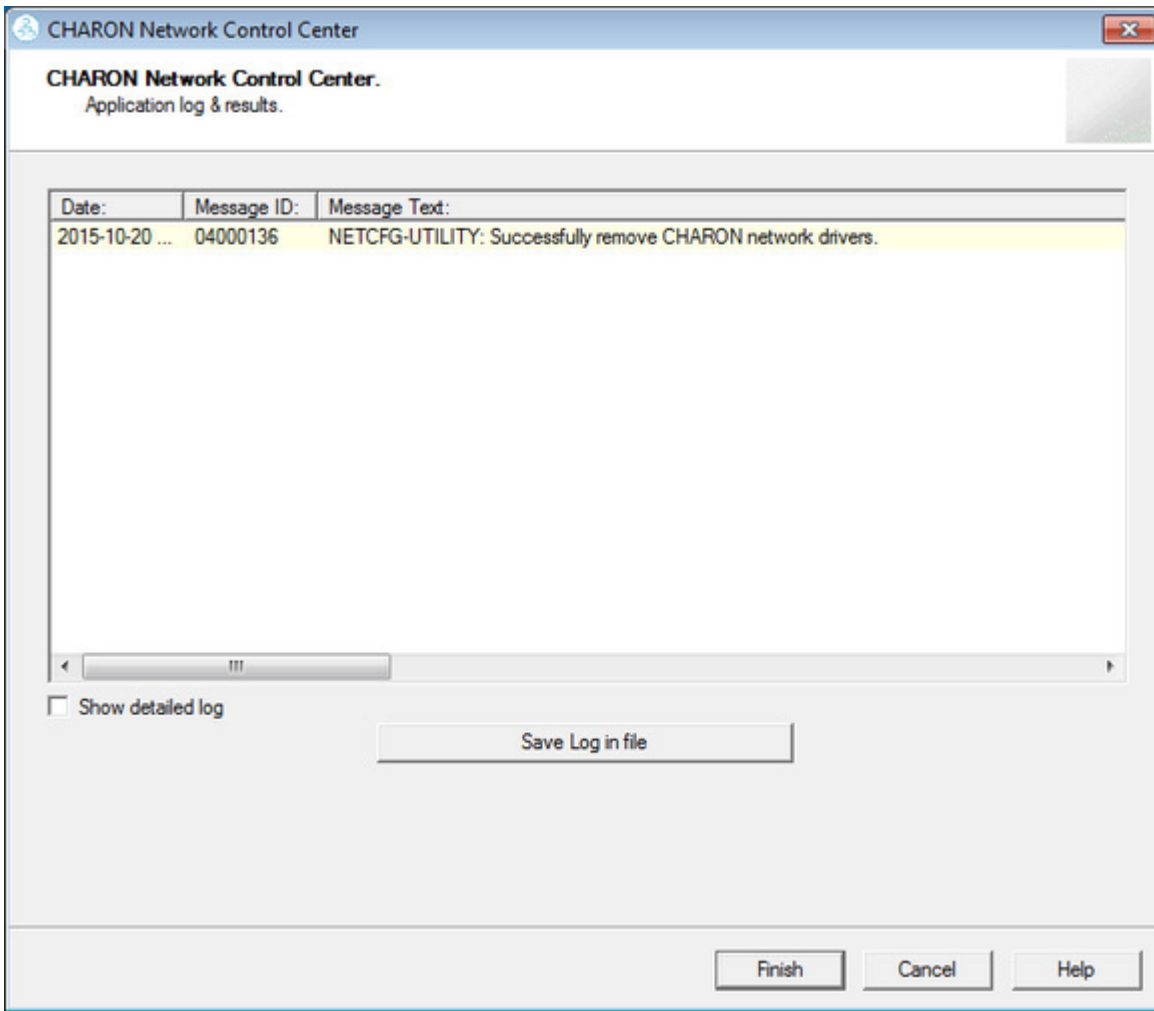 CHARON Network Control Center
CHARON Network Control Center.
Application log & results.
Date: Message ID: Message Text:
2015-10-20 ... 04000136 NETCFG-UTILITY: Successfully remove CHARON network drivers.
Show detailed log
Save Log in file
Finish Cancel Help